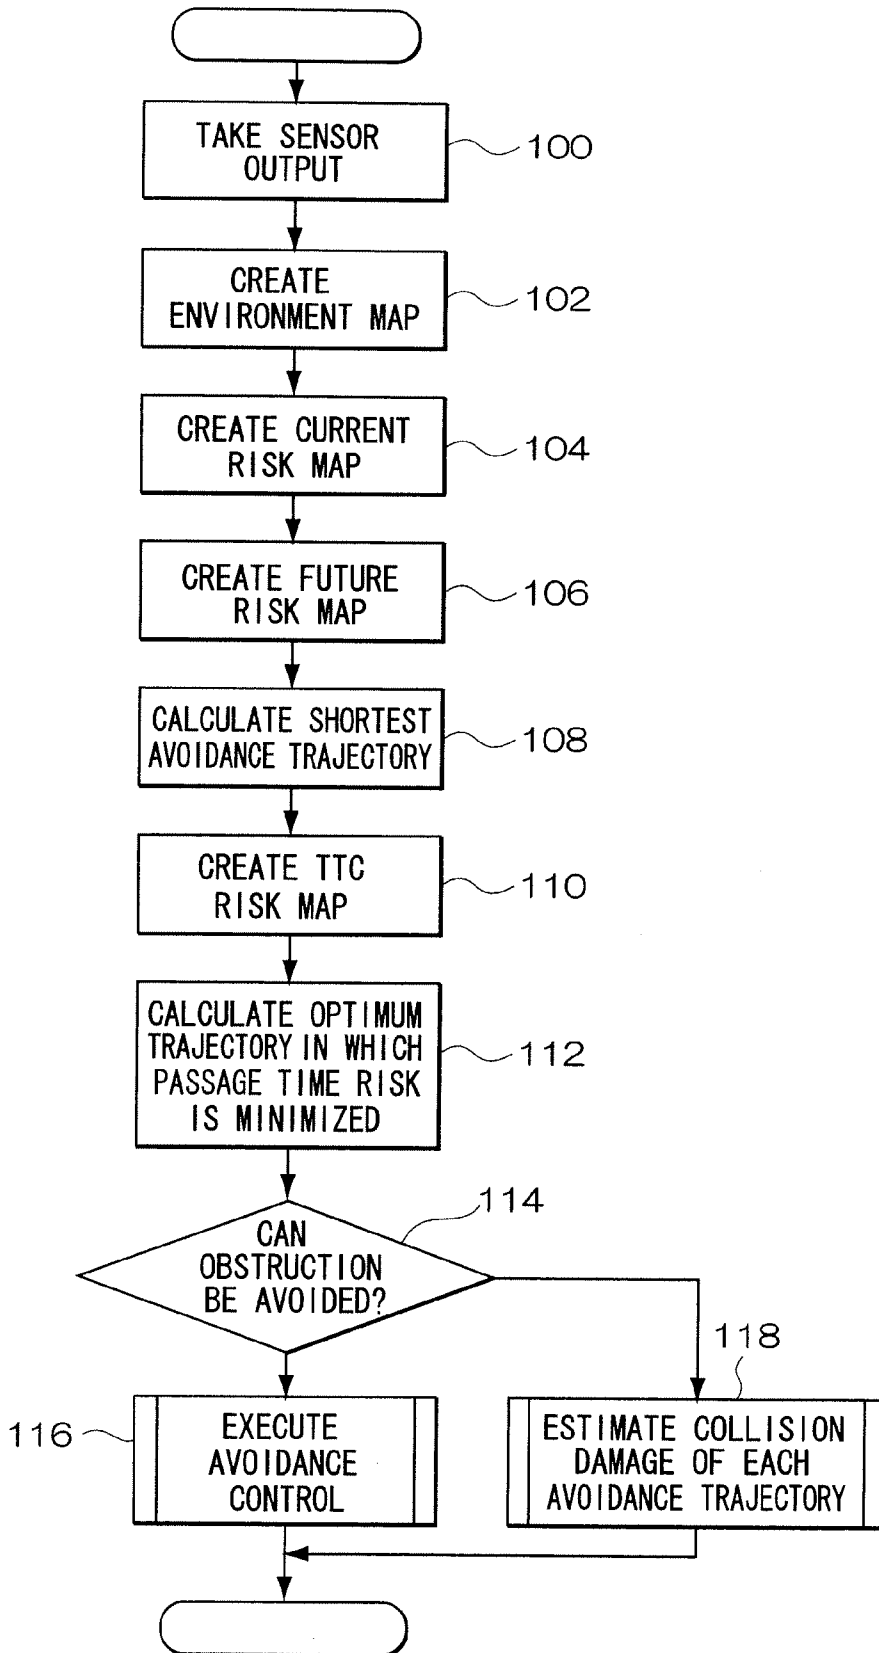 TAKE SENSOR
OUTPUT
100
CREATE
ENVIRONMENT MAP
102
CREATE CURRENT
RISK MAP
104
CREATE FUTURE
RISK MAP
106
CALCULATE SHORTEST
AVOIDANCE TRAJECTORY
108
CREATE TTC
RISK MAP
110
CALCULATE OPTIMUM
TRAJECTORY IN WHICH
PASSAGE TIME RISK
IS MINIMIZED
112
114
CAN
OBSTRUCTION
BE AVOIDED?
116
EXECUTE
AVOIDANCE
CONTROL
118
ESTIMATE COLLISION
DAMAGE OF EACH
AVOIDANCE TRAJECTORY